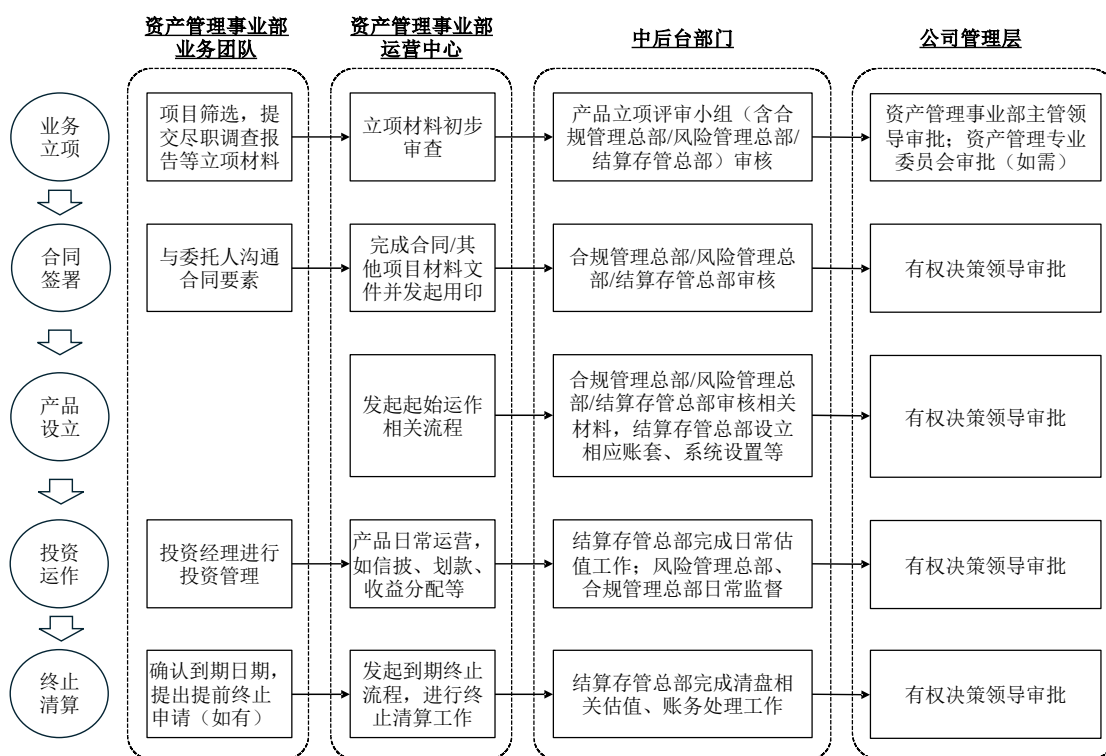 资产管理事业部
业务团队
资产管理事业部
运营中心
中后台部门
公司管理层
业务
立项
项目筛选，提
交尽职调查报
告等立项材料
立项材料初步
审查
产品立项评审小组（含合
规管理总部/风险管理总部/
结算存管总部）审核
资产管理事业部主管领
导审批；资产管理专业
委员会审批（如需）
合同
签署
与委托人沟通
合同要素
完成合同/其
他项目材料文
件并发起用印
合规管理总部/风险管理总
部/结算存管总部审核
有权决策领导审批
产品
设立
发起起始运作
相关流程
合规管理总部/风险管理总
部/结算存管总部审核相关
材料，结算存管总部设立
相应账套、系统设置等
有权决策领导审批
投资
运作
投资经理进行
投资管理
产品日常运营，
如信披、划款、
收益分配等
结算存管总部完成日常估
值工作；风险管理总部、
合规管理总部日常监督
有权决策领导审批
终止
清算
确认到期日期，
提出提前终止
申请（如有）
发起到期终止
流程，进行终
止清算工作
结算存管总部完成清盘相
关估值、账务处理工作
有权决策领导审批